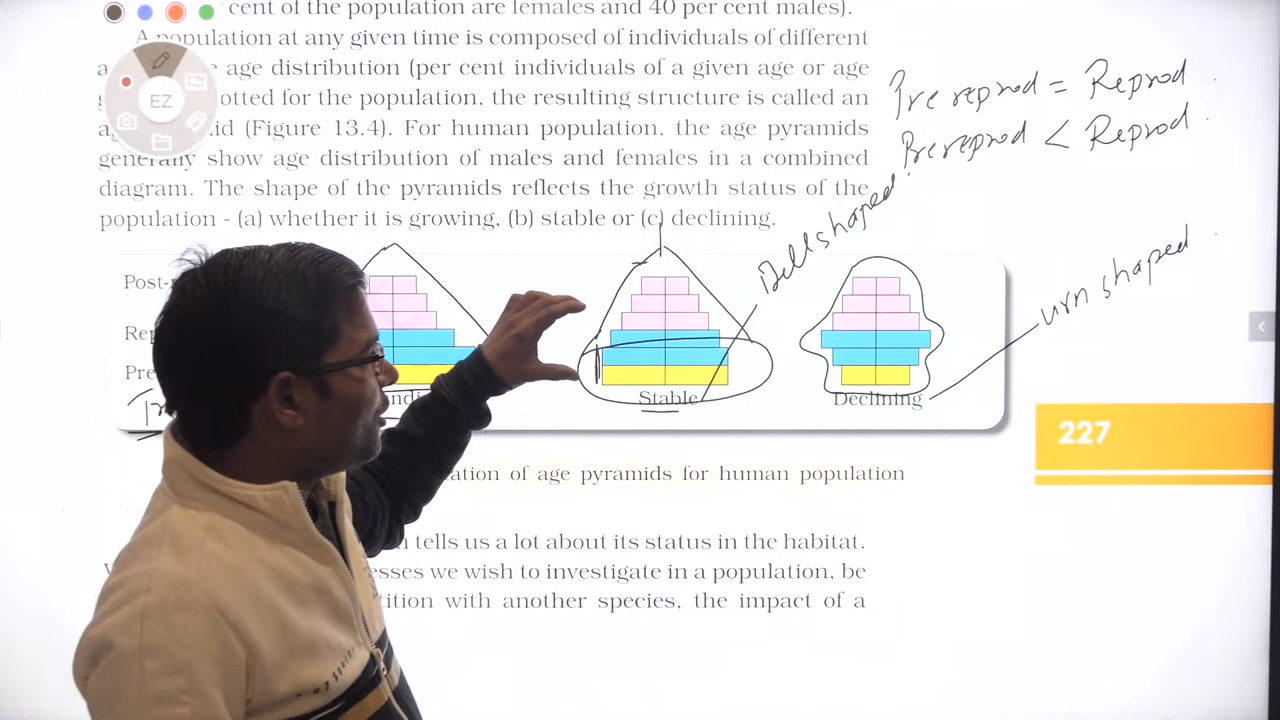 cent of the population are females and 40 per cent males).
A population at any given time is composed of individuals of different
age distribution (per cent individuals of a given age or age
otted for the population, the resulting structure is called an
id (Figure 13.4). For human population, the age pyramids
generally show age distribution of males and females in a combined
diagram. The shape of the pyramids reflects the growth status of the
population - (a) whether it is growing, (b) stable or (c) declining.
EZ
Pre reprod = Reprod
Pre reprod < Reprod
Bell shaped
Urn shaped
Post-
Rep
Pre
Stable
Declining
227
ation of age pyramids for human population
tells us a lot about its status in the habitat.
esses we wish to investigate in a population, be
tition with another species, the impact of a